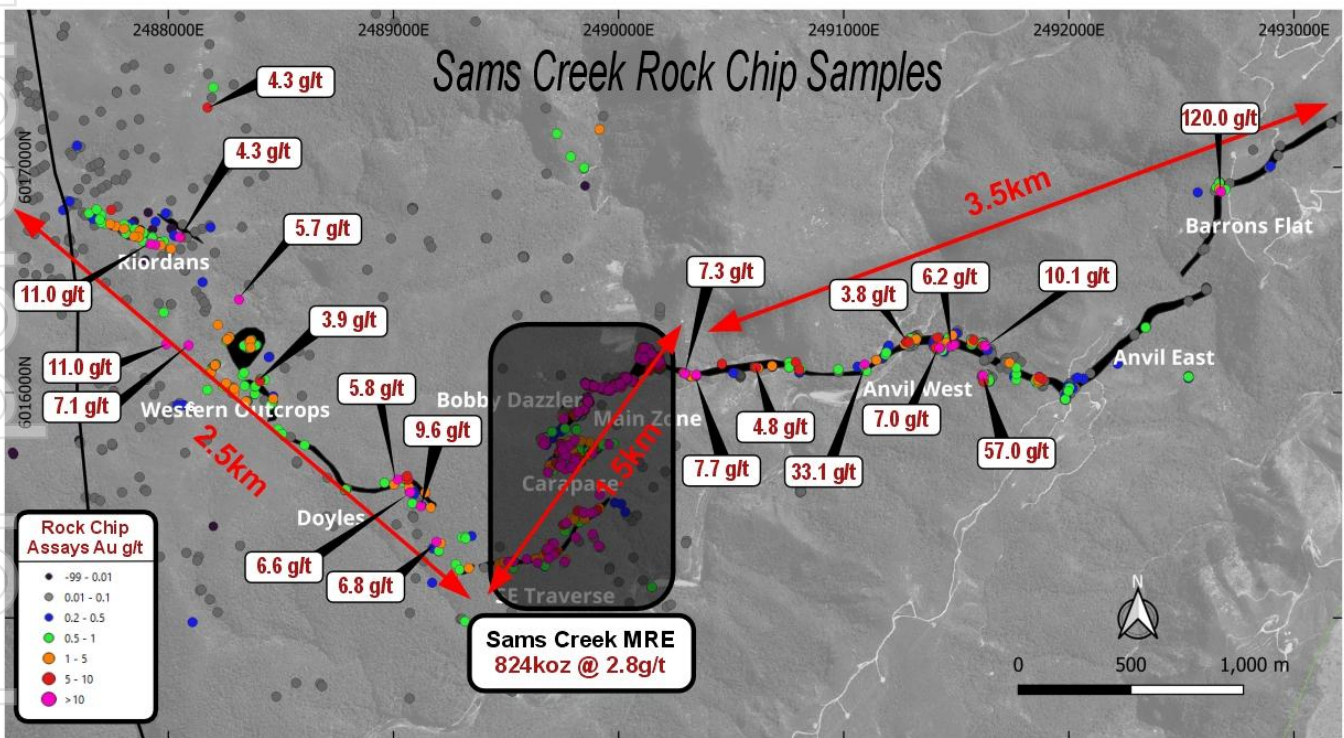 2488000E
2489000E
2490000E
2491000E
2492000E
2493000E
Sams Creek Rock Chip Samples
4.3 g/t
120.0 g/t
4.3 g/t
6017000N
3.5km
5.7 g/t
Barrons Flat
Riordans
7.3 g/t
6.2 g/t
10.1 g/t
11.0 g/t
3.8 g/t
3.9 g/t
Anvil East
11.0 g/t
6016000N
5.8 g/t
Anvil West
7.1 g/t
Western Outcrops
Bobby Dazzler
Main Zone
4.8 g/t
7.0 g/t
9.6 g/t
2.5km
1.5km
7.7 g/t
33.1 g/t
57.0 g/t
Carapace
Doyles
6.6 g/t
6.8 g/t
SE Traverse
Rock Chip
Assays Au g/t
-99 - 0.01
0.01 - 0.1
0.2 - 0.5
0.5 - 1
1 - 5
5 - 10
>10
Sams Creek MRE
824koz @ 2.8g/t
N
0
500
1,000 m